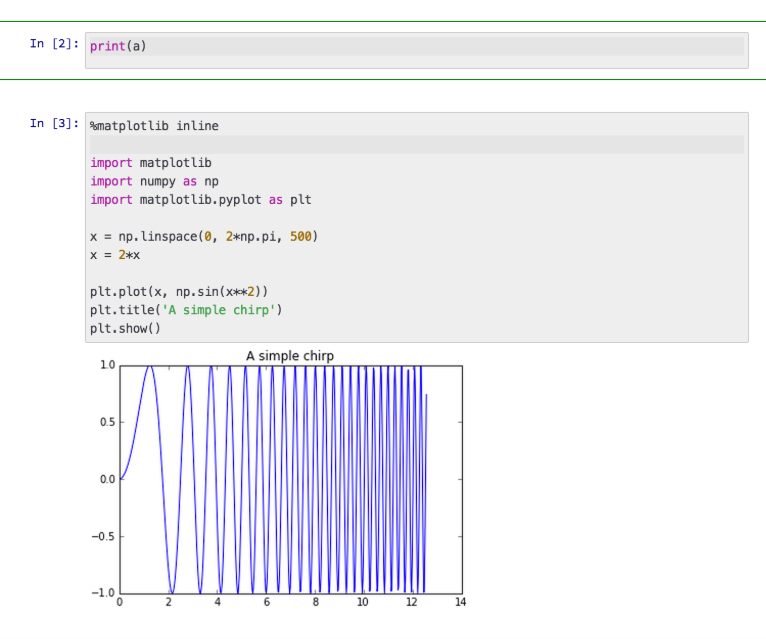 In [2]: print(a)
In [3]: %matplotlib inline
import matplotlib
import numpy as np
import matplotlib.pyplot as plt
x = np.linspace(0, 2*np.pi, 500)
x = 2*x
plt.plot(x, np.sin(x**2))
plt.title('A simple chirp')
plt.show()
A simple chirp
1.0
0.5
0.0
−0.5
−1.0
0 2 4 6 8 10 12 14